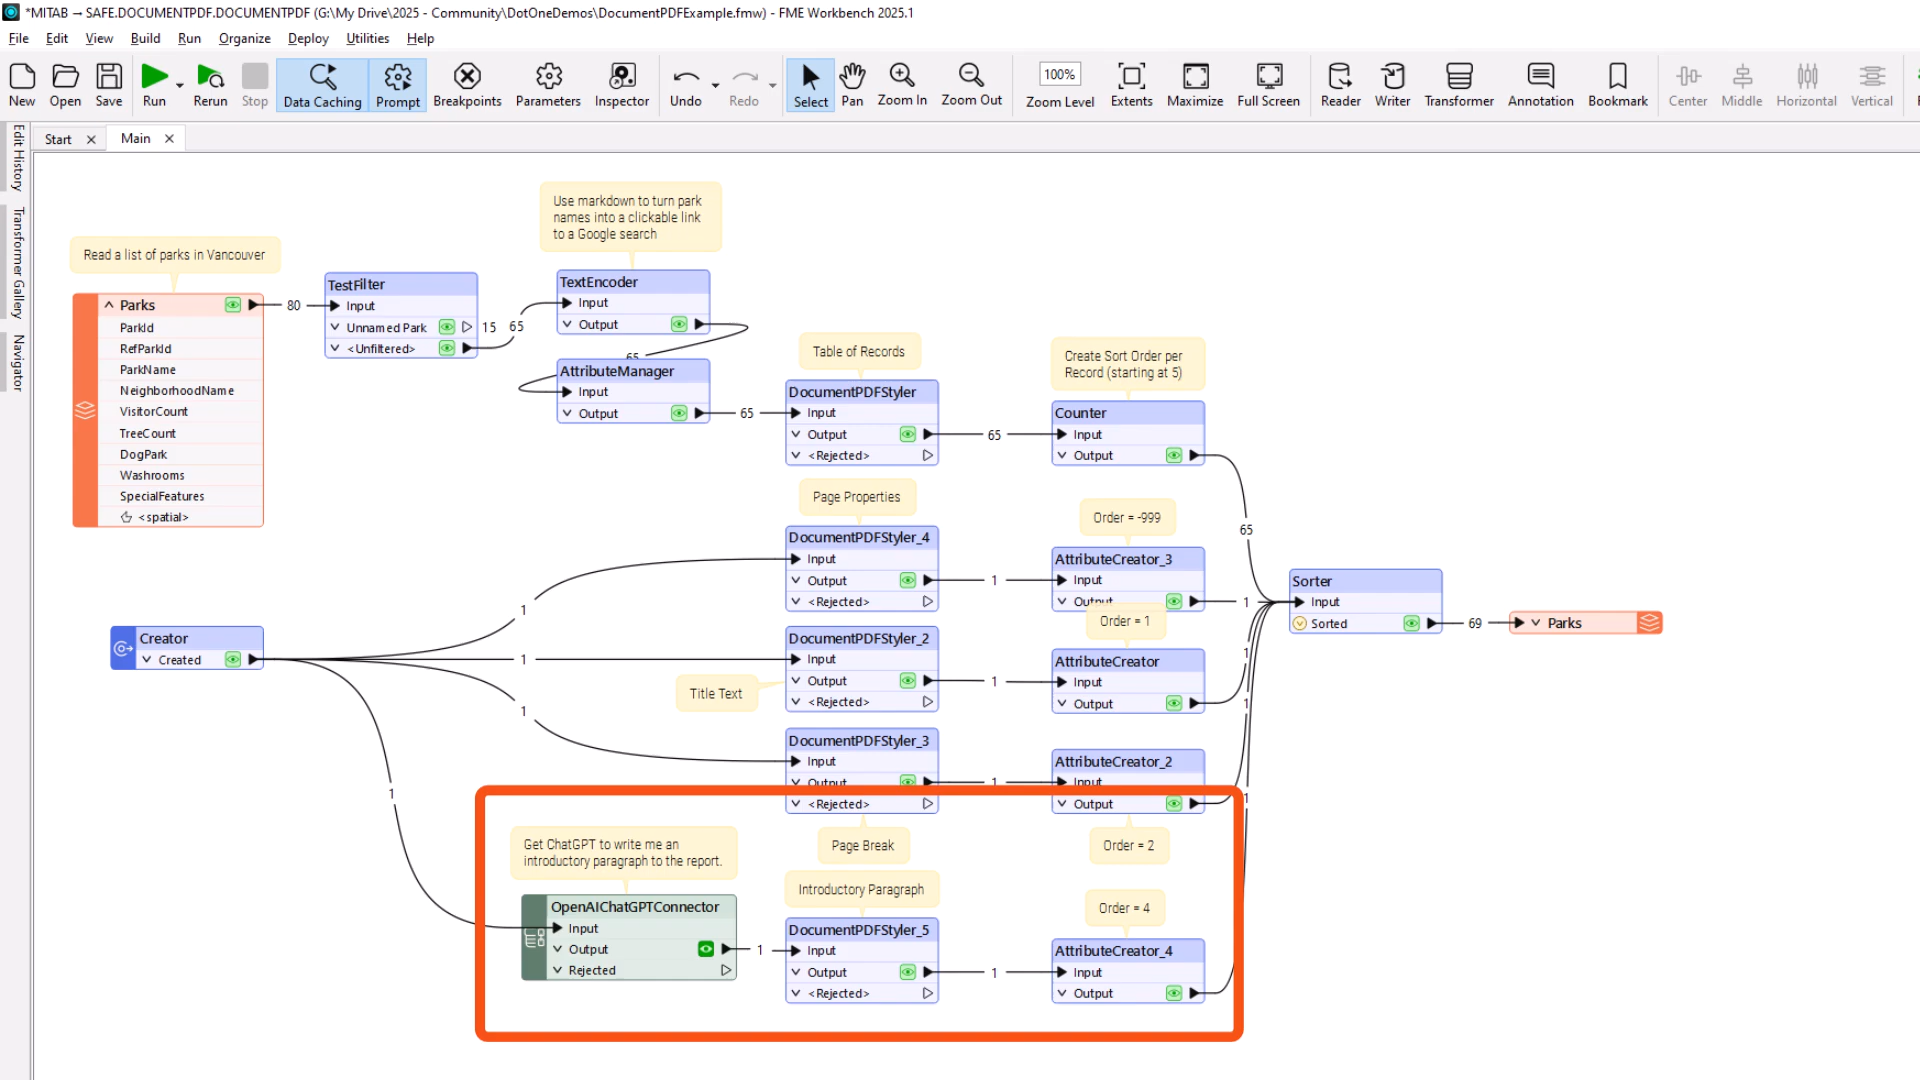 *MITAB → SAFE.DOCUMENTPDF.DOCUMENTPDF (G:\My Drive\2025 - Community\DotOneDemos\DocumentPDFExample.fmw) - FME Workbench 2025.1
File Edit View Build Run Organize Deploy Utilities Help
100%
New Open Save Run Rerun Stop Data Caching Prompt Breakpoints Parameters Inspector Undo Redo Select Pan Zoom In Zoom Out Zoom Level Extents Maximize Full Screen Reader Writer Transformer Annotation Bookmark Center Middle Horizontal Vertical
Start Main
Edit History
Transformer Gallery
Navigator
Read a list of parks in Vancouver
Parks
ParkId
RefParkId
ParkName
NeighborhoodName
VisitorCount
TreeCount
DogPark
Washrooms
SpecialFeatures
<spatial>
80
TestFilter
Input
Unnamed Park
15
<Unfiltered>
65
Use markdown to turn park
names into a clickable link
to a Google search
TextEncoder
Input
Output
65
AttributeManager
Input
Output
65
Table of Records
DocumentPDFStyler
Input
Output
<Rejected>
65
Create Sort Order per
Record (starting at 5)
Counter
Input
Output
65
Creator
Created
1
1
1
1
Page Properties
DocumentPDFStyler_4
Input
Output
<Rejected>
1
Order = -999
AttributeCreator_3
Input
Output
1
Title Text
DocumentPDFStyler_2
Input
Output
<Rejected>
1
Order = 1
AttributeCreator
Input
Output
1
DocumentPDFStyler_3
Input
Output
<Rejected>
1
Page Break
AttributeCreator_2
Input
Output
1
Order = 2
Get ChatGPT to write me an
introductory paragraph to the report.
OpenAIChatGPTConnector
Input
Output
Rejected
1
Introductory Paragraph
DocumentPDFStyler_5
Input
Output
<Rejected>
1
Order = 4
AttributeCreator_4
Input
Output
1
Sorter
Input
Sorted
69
Parks